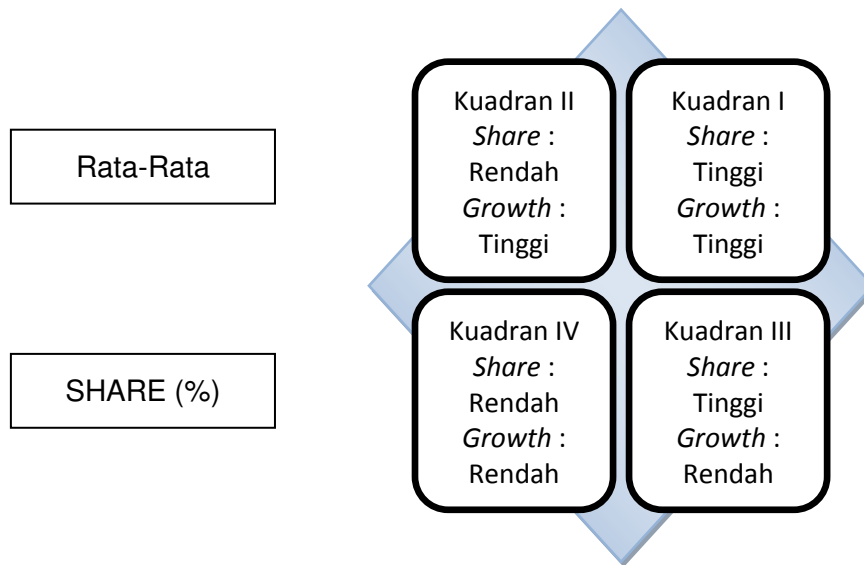 Rata-Rata
SHARE (%)
Kuadran II
Share :
Rendah
Growth :
Tinggi
Kuadran I
Share :
Tinggi
Growth :
Tinggi
Kuadran IV
Share :
Rendah
Growth :
Rendah
Kuadran III
Share :
Tinggi
Growth :
Rendah